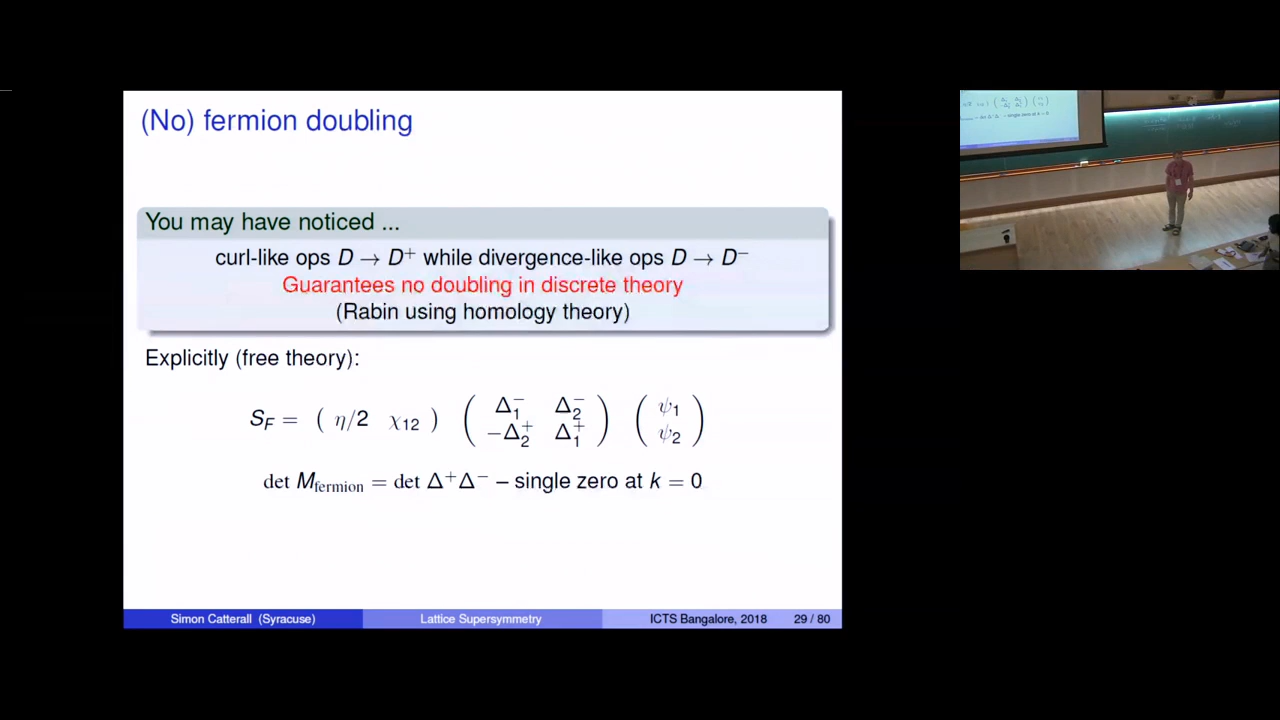 (No) fermion doubling
You may have noticed ...
curl-like ops D → D⁺ while divergence-like ops D → D⁻
Guarantees no doubling in discrete theory
(Rabin using homology theory)
Explicitly (free theory):
S_F = ( η/2 χ₁₂ ) ( Δ₁⁻ Δ₂⁻ ; −Δ₂⁺ Δ₁⁺ ) ( ψ₁ ; ψ₂ )
det M_fermion = det Δ⁺Δ⁻ – single zero at k = 0
Simon Catterall (Syracuse) Lattice Supersymmetry ICTS Bangalore, 2018 29 / 80